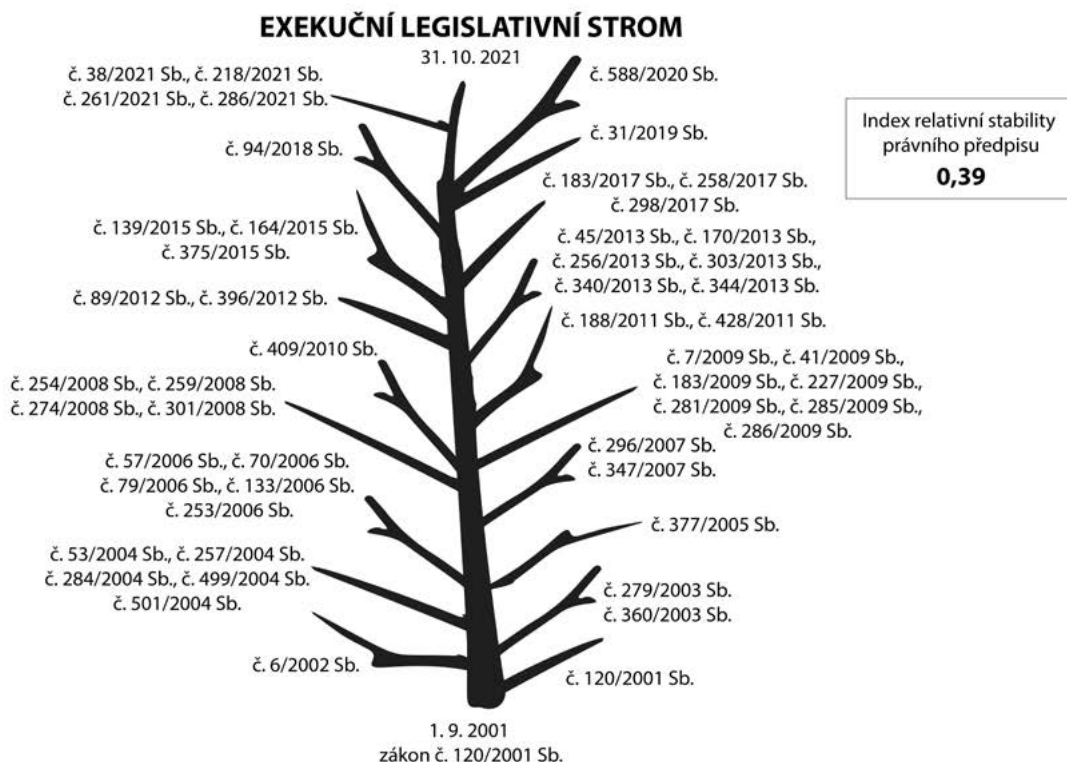 EXEKUČNÍ LEGISLATIVNÍ STROM
31. 10. 2021
č. 38/2021 Sb., č. 218/2021 Sb.
č. 261/2021 Sb., č. 286/2021 Sb.
č. 588/2020 Sb.
Index relativní stability
právního předpisu
0,39
č. 94/2018 Sb.
č. 31/2019 Sb.
č. 183/2017 Sb., č. 258/2017 Sb.
č. 298/2017 Sb.
č. 139/2015 Sb., č. 164/2015 Sb.
č. 375/2015 Sb.
č. 45/2013 Sb., č. 170/2013 Sb.,
č. 256/2013 Sb., č. 303/2013 Sb.,
č. 340/2013 Sb., č. 344/2013 Sb.
č. 89/2012 Sb., č. 396/2012 Sb.
č. 188/2011 Sb., č. 428/2011 Sb.
č. 409/2010 Sb.
č. 7/2009 Sb., č. 41/2009 Sb.,
č. 183/2009 Sb., č. 227/2009 Sb.,
č. 281/2009 Sb., č. 285/2009 Sb.,
č. 286/2009 Sb.
č. 254/2008 Sb., č. 259/2008 Sb.
č. 274/2008 Sb., č. 301/2008 Sb.
č. 296/2007 Sb.
č. 347/2007 Sb.
č. 57/2006 Sb., č. 70/2006 Sb.
č. 79/2006 Sb., č. 133/2006 Sb.
č. 253/2006 Sb.
č. 377/2005 Sb.
č. 53/2004 Sb., č. 257/2004 Sb.
č. 284/2004 Sb., č. 499/2004 Sb.
č. 501/2004 Sb.
č. 279/2003 Sb.
č. 360/2003 Sb.
č. 6/2002 Sb.
č. 120/2001 Sb.
1. 9. 2001
zákon č. 120/2001 Sb.